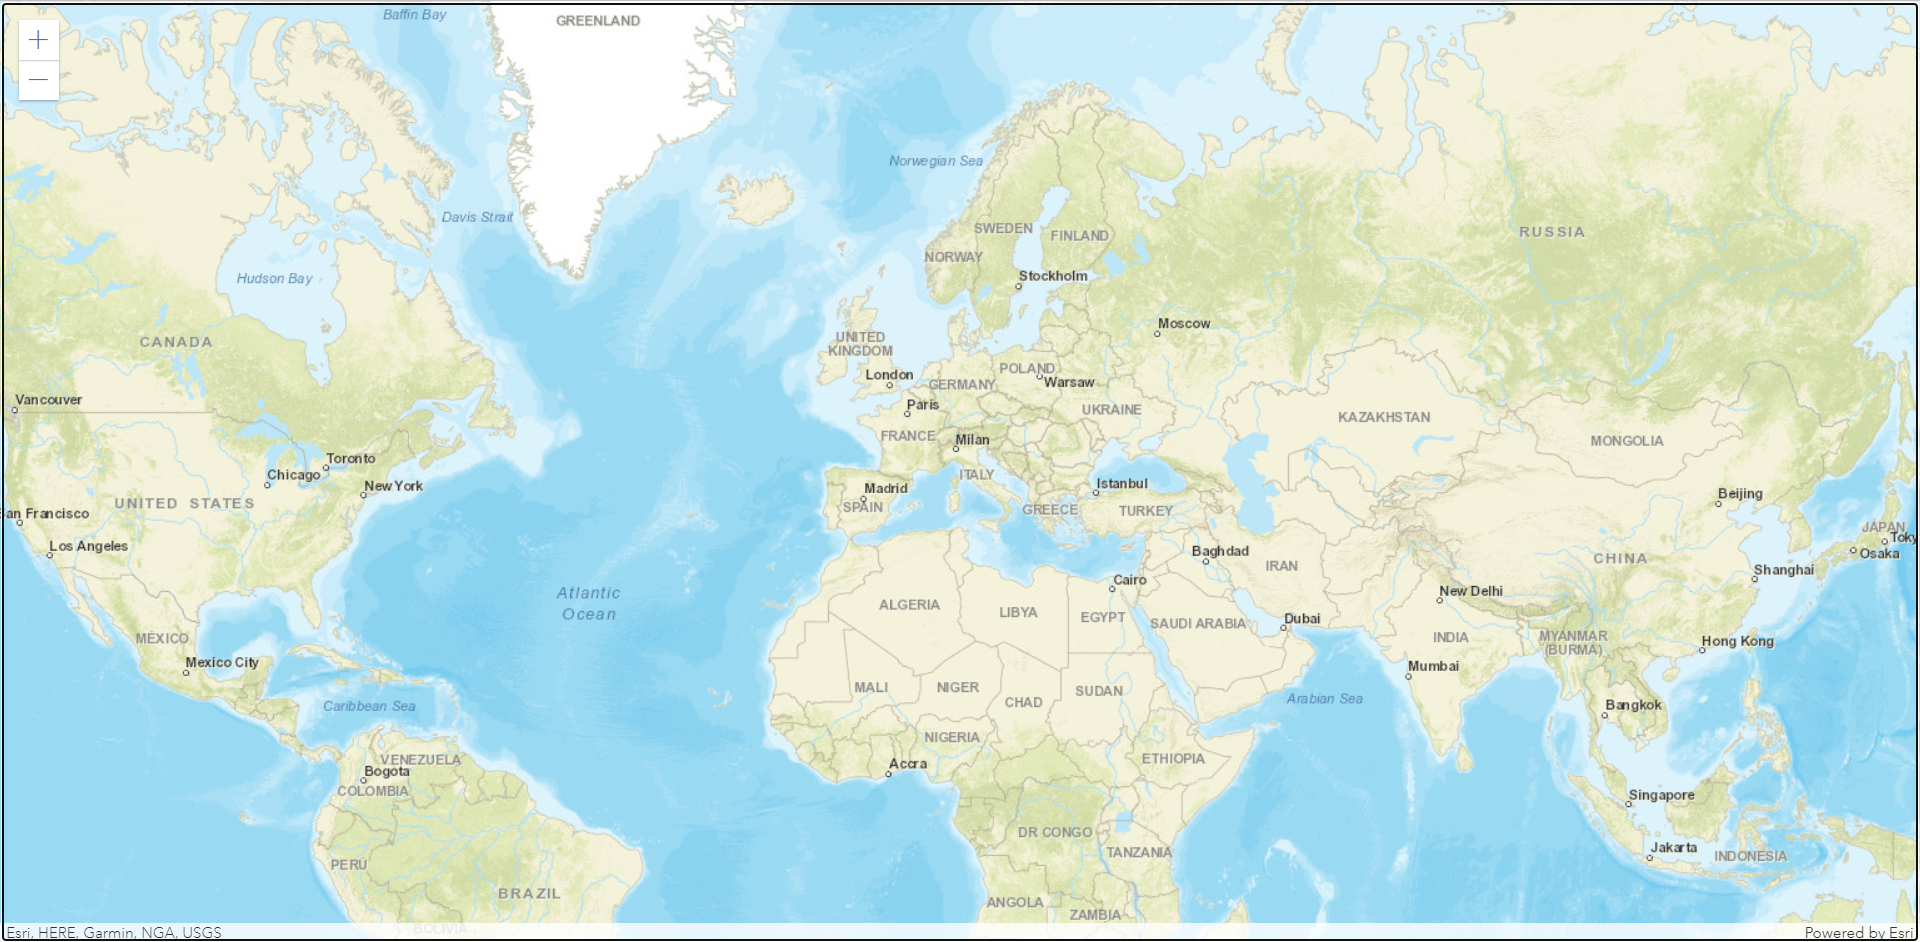 Baffin Bay
GREENLAND
+
−
Norwegian Sea
Davis Strait
SWEDEN
FINLAND
RUSSIA
NORWAY
Hudson Bay
Stockholm
Moscow
CANADA
UNITED
KINGDOM
London
POLAND
Warsaw
GERMANY
Vancouver
Paris
UKRAINE
KAZAKHSTAN
FRANCE
Milan
MONGOLIA
Toronto
Chicago
New York
ITALY
Istanbul
Madrid
Beijing
UNITED STATES
SPAIN
GREECE
TURKEY
an Francisco
JAPAN
Toky
Osaka
Los Angeles
Baghdad
IRAN
CHINA
Shanghai
Cairo
New Delhi
Atlantic
Ocean
ALGERIA
LIBYA
EGYPT
SAUDI ARABIA
Dubai
INDIA
MYANMAR
(BURMA)
Hong Kong
MÉXICO
Mexico City
Mumbai
MALI
NIGER
SUDAN
CHAD
Arabian Sea
Caribbean Sea
Bangkok
NIGERIA
VENEZUELA
ETHIOPIA
Bogota
Accra
COLOMBIA
Singapore
DR CONGO
TANZANIA
Jakarta
INDONESIA
PERU
BRAZIL
ANGOLA
ZAMBIA
BOLIVIA
Esri, HERE, Garmin, NGA, USGS
Powered by Esri